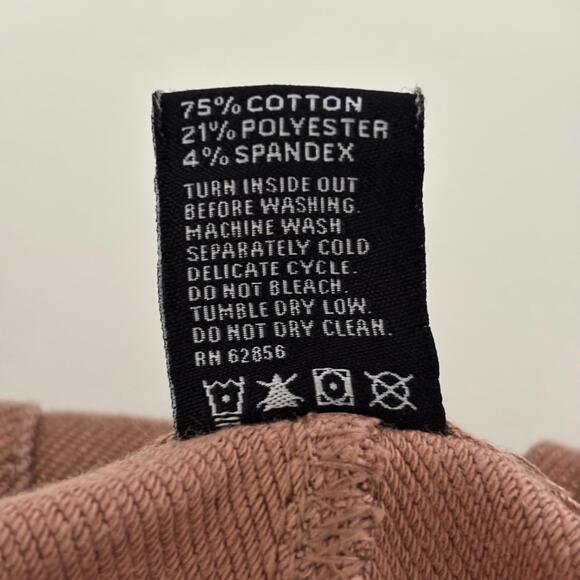 75% COTTON
21% POLYESTER
4% SPANDEX
TURN INSIDE OUT
BEFORE WASHING.
MACHINE WASH
SEPARATELY COLD
DELICATE CYCLE.
DO NOT BLEACH.
TUMBLE DRY LOW.
DO NOT DRY CLEAN.
RN 62856